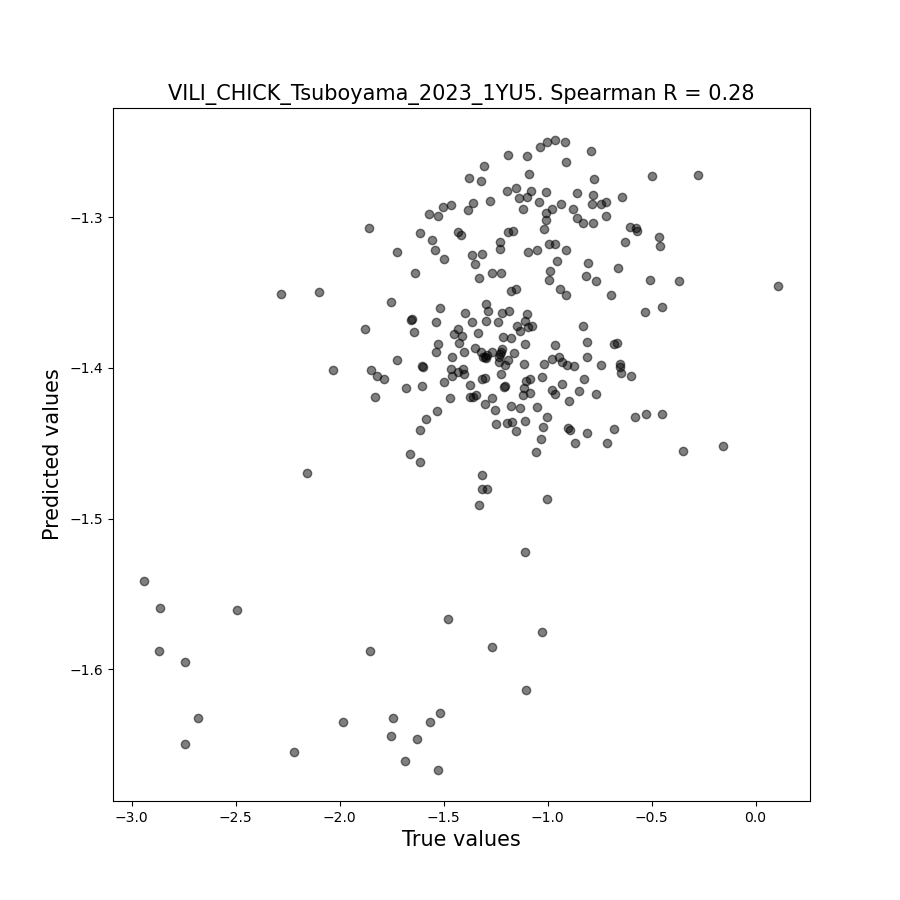 VILI_CHICK_Tsuboyama_2023_1YU5. Spearman R = 0.28
Predicted values
−1.3
−1.4
−1.5
−1.6
−3.0 −2.5 −2.0 −1.5 −1.0 −0.5 0.0
True values